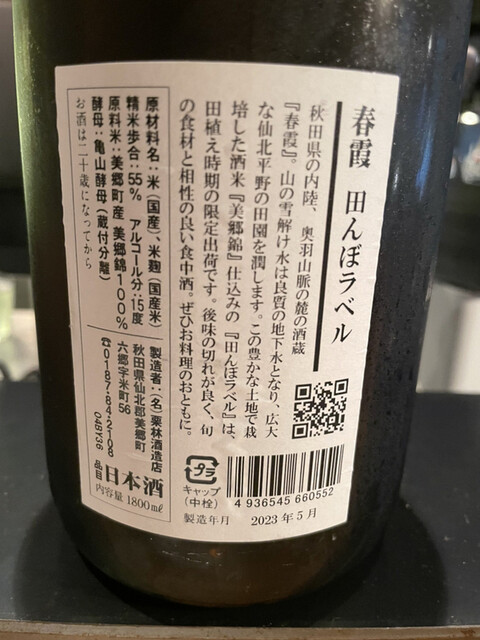 春霞　田んぼラベル
秋田県の内陸、奥羽山脈の麓の酒蔵
『春霞』。山の雪解け水は良質の地下水となり、広大
な仙北平野の田園を潤します。この豊かな土地で栽
培した酒米『美郷錦』仕込みの『田んぼラベル』は、
田植え時期の限定出荷です。後味の切れが良く、旬
の食材と相性の良い食中酒。ぜひお料理のおともに。
原材料名：米（国産）、米麹（国産米）
精米歩合：55%　アルコール分：15度
原料米：美郷町産 美郷錦100%
酵母：亀山酵母（蔵付分離）
お酒は二十歳になってから
製造者：（名）栗林酒造店
秋田県仙北郡美郷町
六郷字米町56
☎0187-84-2108
04BY36
品目 日本酒
内容量 1800㎖
プラ
キャップ
（中栓）
4 936545 660552
製造年月　2023年5月